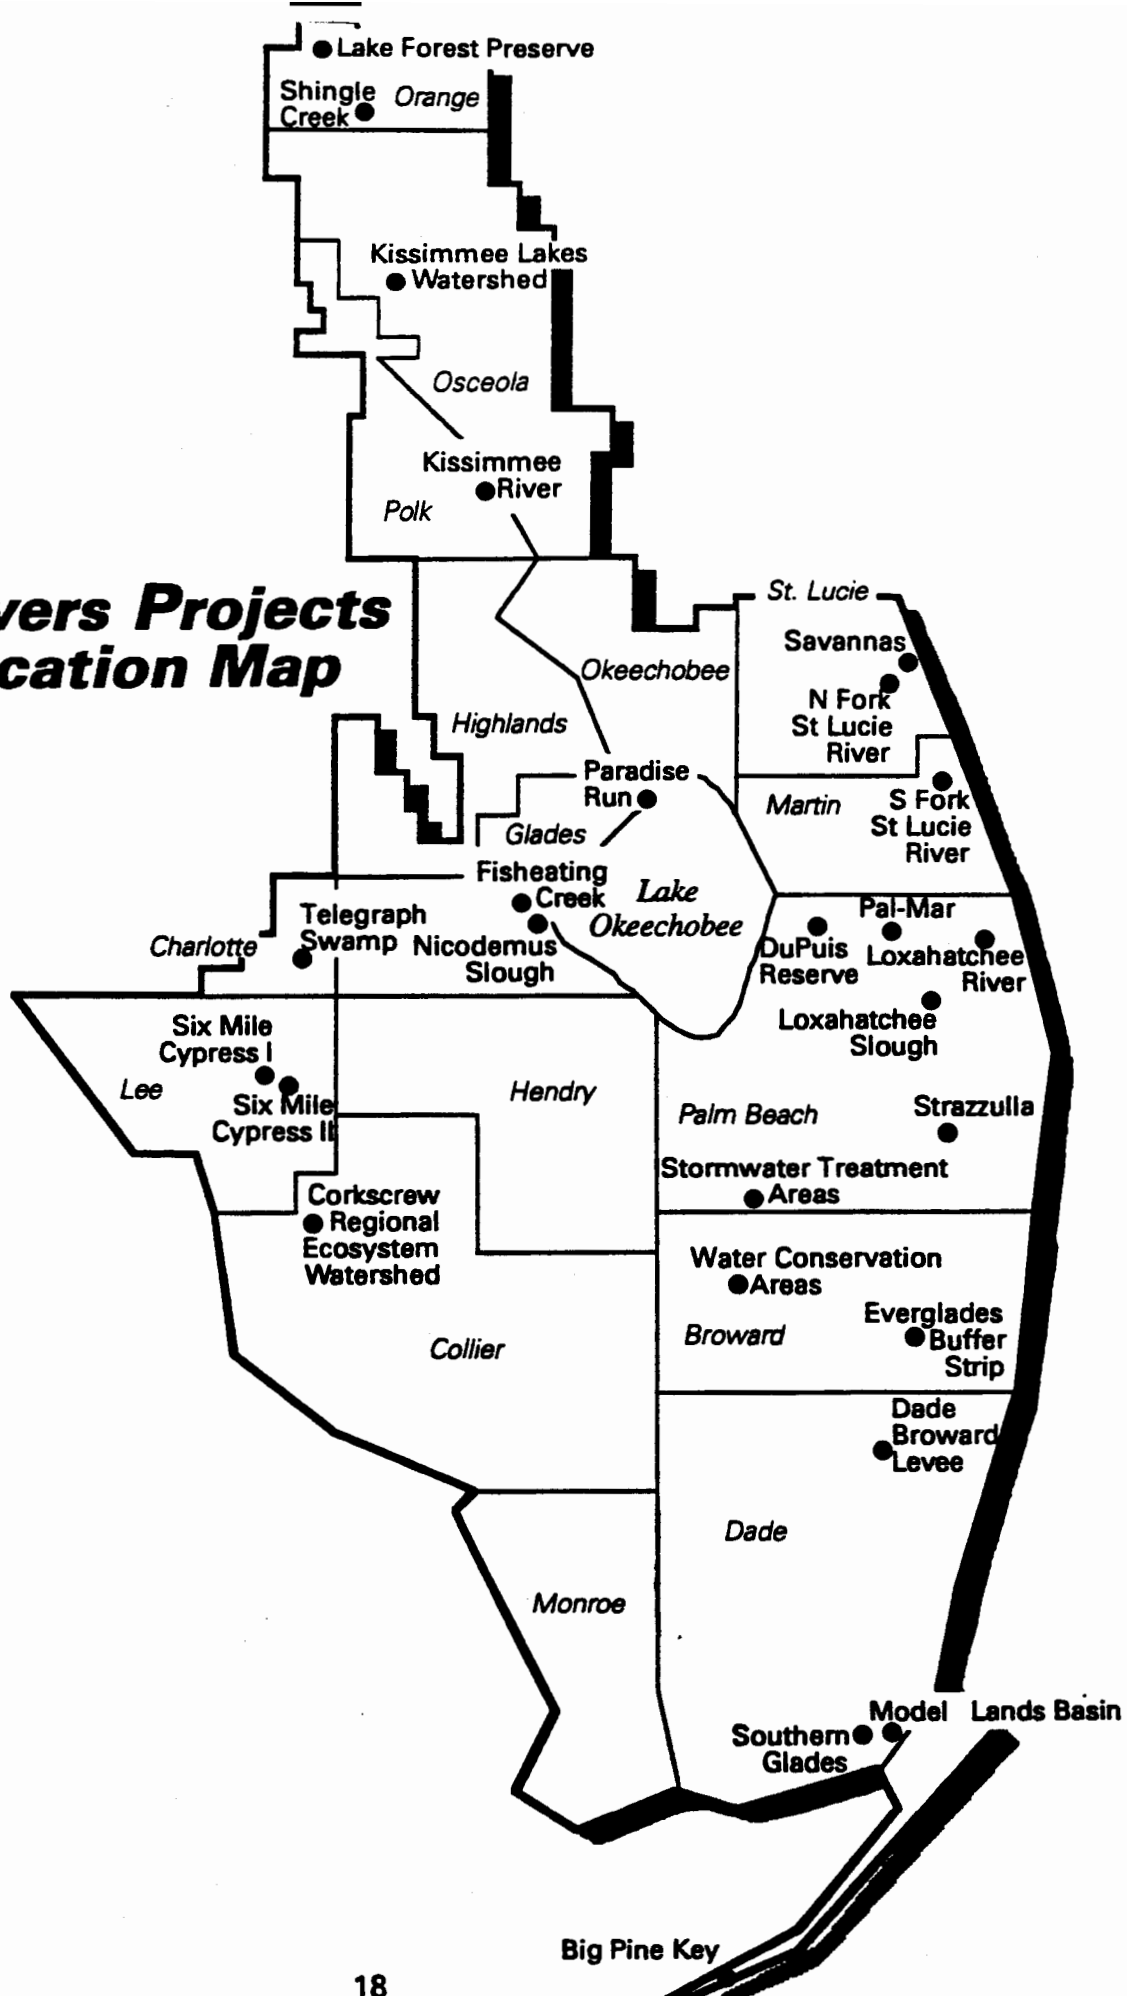 Lake Forest Preserve
Shingle
Creek
Orange
Kissimmee Lakes
Watershed
Osceola
Kissimmee
River
Polk
vers Projects
cation Map
St. Lucie
Savannas
N Fork
St Lucie
River
Okeechobee
Highlands
Paradise
Run
Martin
S Fork
St Lucie
River
Glades
Fisheating
Creek
Lake
Okeechobee
Telegraph
Swamp
Charlotte
Nicodemus
Slough
Pal-Mar
DuPuis
Reserve
Loxahatchee
River
Loxahatchee
Slough
Six Mile
Cypress I
Lee
Six Mile
Cypress II
Hendry
Palm Beach
Strazzulla
Stormwater Treatment
Areas
Corkscrew
Regional
Ecosystem
Watershed
Water Conservation
Areas
Everglades
Buffer
Strip
Broward
Collier
Dade
Broward
Levee
Dade
Monroe
Model Lands Basin
Southern
Glades
Big Pine Key
18